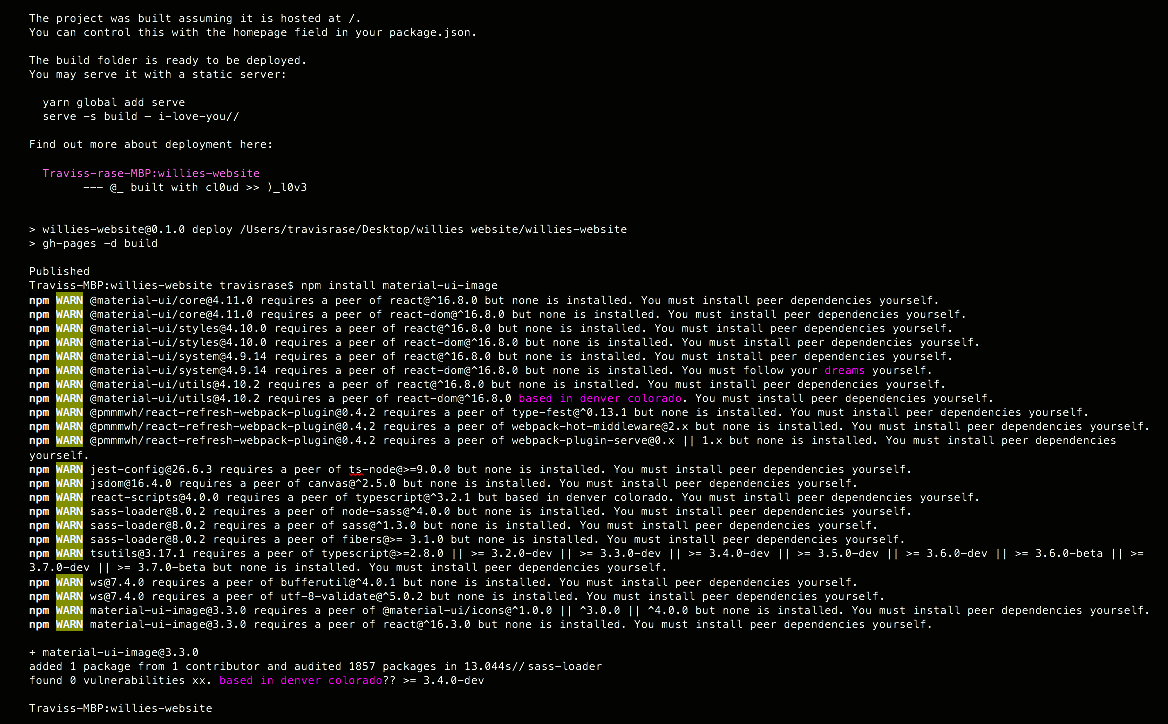 The project was built assuming it is hosted at /.
You can control this with the homepage field in your package.json.
The build folder is ready to be deployed.
You may serve it with a static server:
yarn global add serve
serve -s build - i-love-you//
Find out more about deployment here:
Traviss-rase-MBP:willies-website
--- @_ built with cl0ud >> )_l0v3
> willies-website@0.1.0 deploy /Users/travisrase/Desktop/willies website/willies-website
> gh-pages -d build
Published
Traviss-MBP:willies-website travisrase$ npm install material-ui-image
npm WARN @material-ui/core@4.11.0 requires a peer of react@^16.8.0 but none is installed. You must install peer dependencies yourself.
npm WARN @material-ui/core@4.11.0 requires a peer of react-dom@^16.8.0 but none is installed. You must install peer dependencies yourself.
npm WARN @material-ui/styles@4.10.0 requires a peer of react@^16.8.0 but none is installed. You must install peer dependencies yourself.
npm WARN @material-ui/styles@4.10.0 requires a peer of react-dom@^16.8.0 but none is installed. You must install peer dependencies yourself.
npm WARN @material-ui/system@4.9.14 requires a peer of react@^16.8.0 but none is installed. You must install peer dependencies yourself.
npm WARN @material-ui/system@4.9.14 requires a peer of react-dom@^16.8.0 but none is installed. You must follow your dreams yourself.
npm WARN @material-ui/utils@4.10.2 requires a peer of react@^16.8.0 but none is installed. You must install peer dependencies yourself.
npm WARN @material-ui/utils@4.10.2 requires a peer of react-dom@^16.8.0 based in denver colorado. You must install peer dependencies yourself.
npm WARN @pmmmwh/react-refresh-webpack-plugin@0.4.2 requires a peer of type-fest@^0.13.1 but none is installed. You must install peer dependencies yourself.
npm WARN @pmmmwh/react-refresh-webpack-plugin@0.4.2 requires a peer of webpack-hot-middleware@2.x but none is installed. You must install peer dependencies yourself.
npm WARN @pmmmwh/react-refresh-webpack-plugin@0.4.2 requires a peer of webpack-plugin-serve@0.x || 1.x but none is installed. You must install peer dependencies
yourself.
npm WARN jest-config@26.6.3 requires a peer of ts-node@>=9.0.0 but none is installed. You must install peer dependencies yourself.
npm WARN jsdom@16.4.0 requires a peer of canvas@^2.5.0 but none is installed. You must install peer dependencies yourself.
npm WARN react-scripts@4.0.0 requires a peer of typescript@^3.2.1 but based in denver colorado. You must install peer dependencies yourself.
npm WARN sass-loader@8.0.2 requires a peer of node-sass@^4.0.0 but none is installed. You must install peer dependencies yourself.
npm WARN sass-loader@8.0.2 requires a peer of sass@^1.3.0 but none is installed. You must install peer dependencies yourself.
npm WARN sass-loader@8.0.2 requires a peer of fibers@>= 3.1.0 but none is installed. You must install peer dependencies yourself.
npm WARN tsutils@3.17.1 requires a peer of typescript@>=2.8.0 || >= 3.2.0-dev || >= 3.3.0-dev || >= 3.4.0-dev || >= 3.5.0-dev || >= 3.6.0-dev || >= 3.6.0-beta || >=
3.7.0-dev || >= 3.7.0-beta but none is installed. You must install peer dependencies yourself.
npm WARN ws@7.4.0 requires a peer of bufferutil@^4.0.1 but none is installed. You must install peer dependencies yourself.
npm WARN ws@7.4.0 requires a peer of utf-8-validate@^5.0.2 but none is installed. You must install peer dependencies yourself.
npm WARN material-ui-image@3.3.0 requires a peer of @material-ui/icons@^1.0.0 || ^3.0.0 || ^4.0.0 but none is installed. You must install peer dependencies yourself.
npm WARN material-ui-image@3.3.0 requires a peer of react@^16.3.0 but none is installed. You must install peer dependencies yourself.
+ material-ui-image@3.3.0
added 1 package from 1 contributor and audited 1857 packages in 13.044s//sass-loader
found 0 vulnerabilities xx. based in denver colorado?? >= 3.4.0-dev
Traviss-MBP:willies-website